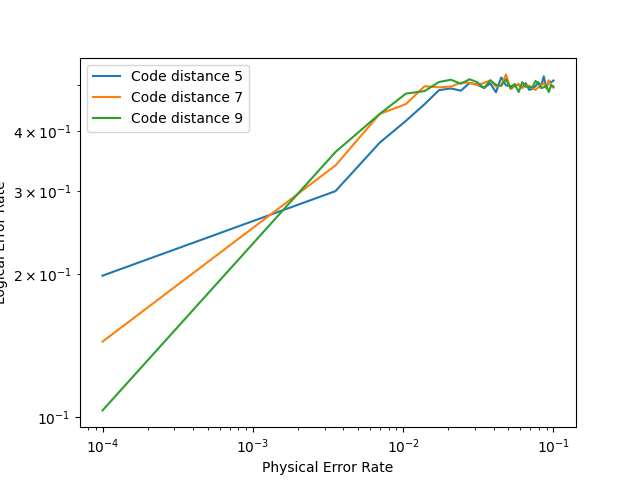 Code distance 5
Code distance 7
Code distance 9
4 × 10⁻¹
3 × 10⁻¹
2 × 10⁻¹
10⁻¹
Logical Error Rate
10⁻⁴ 10⁻³ 10⁻² 10⁻¹
Physical Error Rate